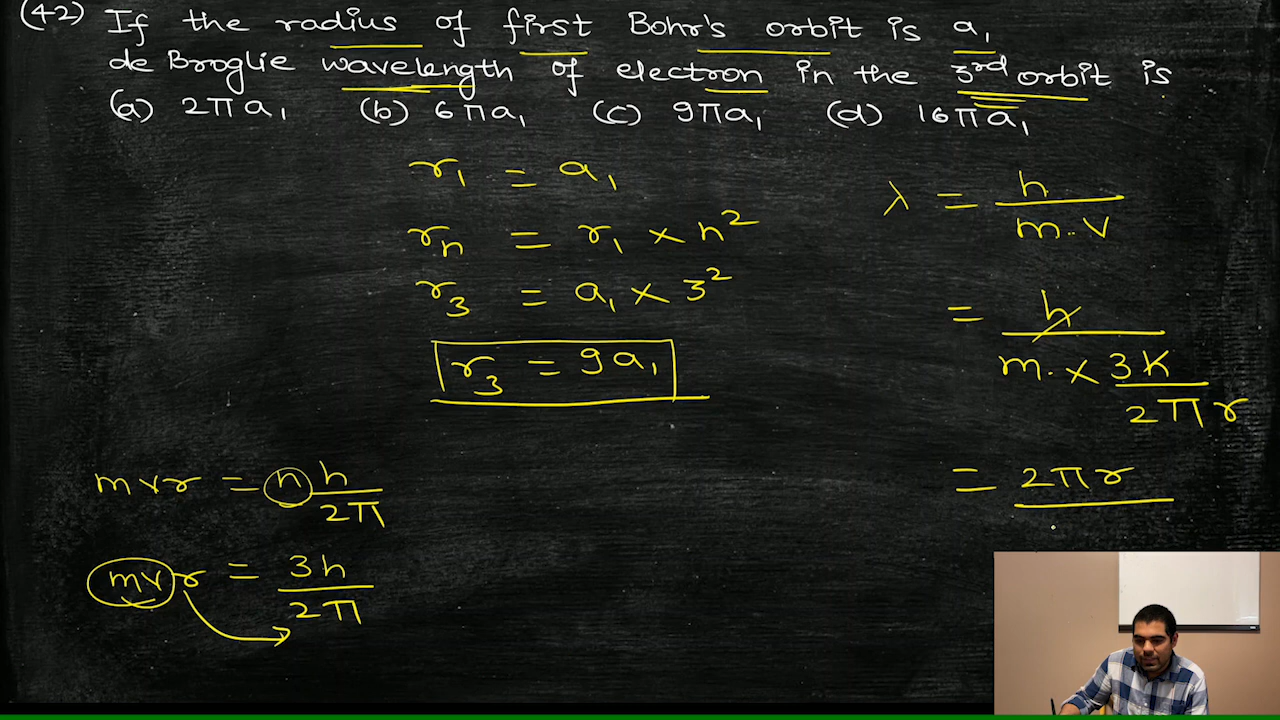 (42) If the radius of first Bohr's orbit is a₁
de Broglie wavelength of electron in the 3rd orbit is
(a) 2πa₁ (b) 6πa₁ (c) 9πa₁ (d) 16πa₁
r₁ = a₁
rₙ = r₁ × n²
r₃ = a₁ × 3²
r₃ = 9a₁
λ = h / m.v
= h / m. × 3h / 2πr
= 2πr
mvr = n h / 2π
mvr = 3h / 2π